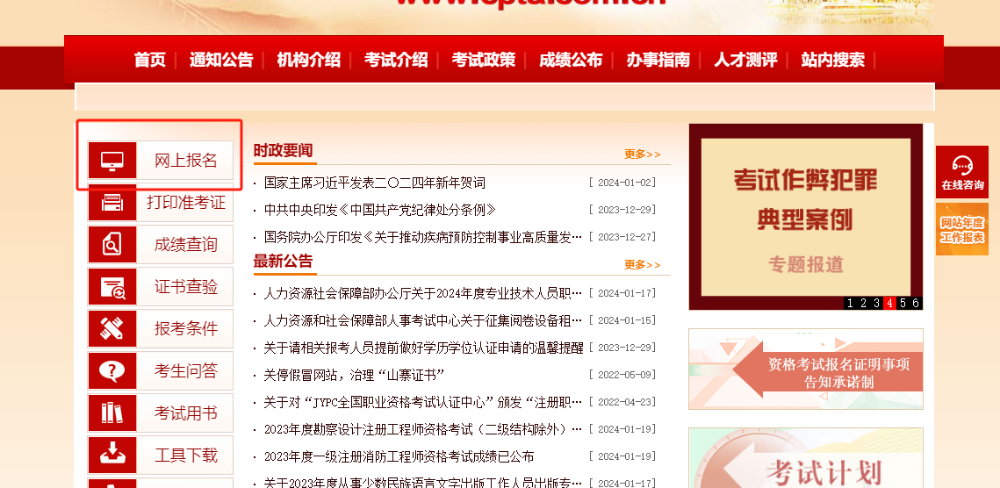 www.cpta.com.cn
首页 通知公告 机构介绍 考试介绍 考试政策 成绩公布 办事指南 人才测评 站内搜索
网上报名
打印准考证
成绩查询
证书查验
报考条件
考生问答
考试用书
工具下载
时政要闻 更多>>
· 国家主席习近平发表二〇二四年新年贺词 [ 2024-01-02]
· 中共中央印发《中国共产党纪律处分条例》 [ 2023-12-29]
· 国务院办公厅印发《关于推动疾病预防控制事业高质量发… [ 2023-12-27]
最新公告 更多>>
· 人力资源社会保障部办公厅关于2024年度专业技术人员职… [ 2024-01-17]
· 人力资源和社会保障部人事考试中心关于征集阅卷设备租… [ 2024-01-15]
· 关于请相关报考人员提前做好学历学位认证申请的温馨提醒 [ 2023-12-29]
· 关停假冒网站，治理“山寨证书” [ 2022-05-09]
· 关于对“JYPC全国职业资格考试认证中心”颁发“注册职… [ 2022-04-23]
· 2023年度勘察设计注册工程师资格考试（二级结构除外）… [ 2024-01-19]
· 2023年度一级注册消防工程师资格考试成绩已公布 [ 2024-01-19]
· 关于2023年度从事少数民族语言文字出版工作人员出版专… [ 2024-01-17]
考试作弊犯罪
典型案例
专题报道
1 2 3 4 5 6
资格考试报名证明事项
告知承诺制
考试计划
在线咨询
网站年度
工作报表